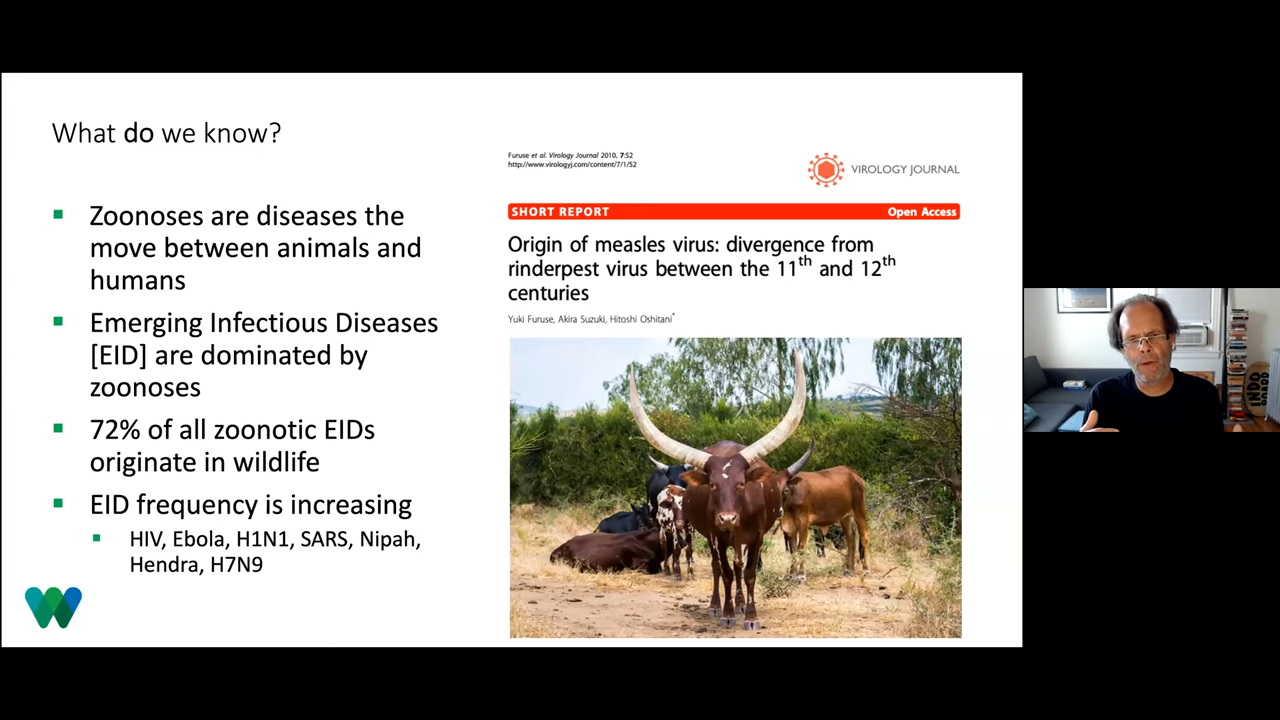 What do we know?
Zoonoses are diseases the
move between animals and
humans
Emerging Infectious Diseases
[EID] are dominated by
zoonoses
72% of all zoonotic EIDs
originate in wildlife
EID frequency is increasing
HIV, Ebola, H1N1, SARS, Nipah,
Hendra, H7N9
Furuse et al. Virology Journal 2010, 7:52
http://www.virologyj.com/content/7/1/52
VIROLOGY JOURNAL
SHORT REPORT
Open Access
Origin of measles virus: divergence from
rinderpest virus between the 11th and 12th
centuries
Yuki Furuse, Akira Suzuki, Hitoshi Oshitani*
INDO
BOARD